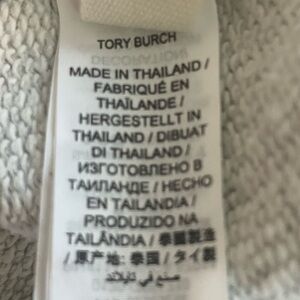 TORY BURCH
MADE IN THAILAND /
FABRIQUÉ EN
THAÏLANDE /
HERGESTELLT IN
THAILAND / DIBUAT
DI THAILAND /
ИЗГОТОВЛЕНО В
ТАИЛАНДЕ / HECHO
EN TAILANDIA /
PRODUZIDO NA
TAILÂNDIA / 泰國製造
/ 原产地: 泰国 / タイ製
صنع في تايلاند